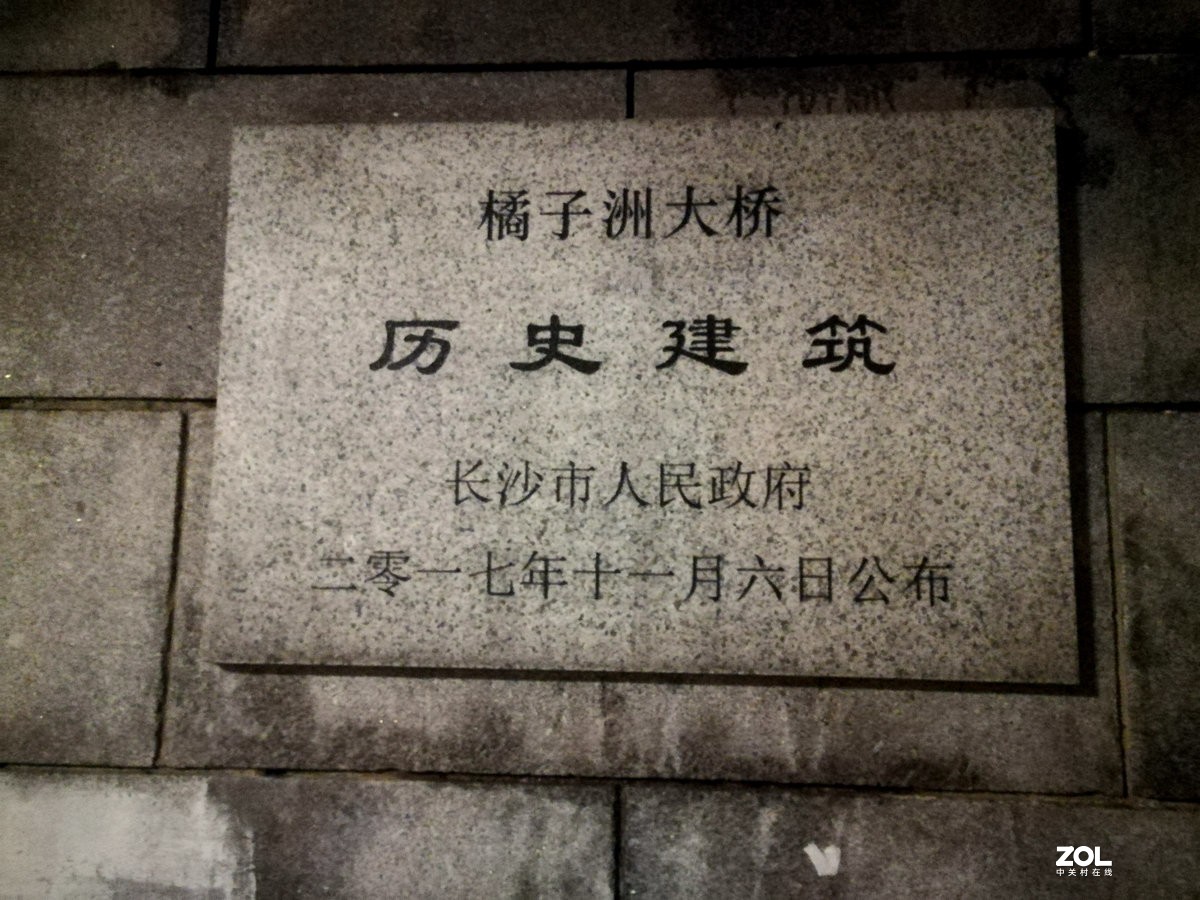 橘子洲大桥
历史建筑
长沙市人民政府
二零一七年十一月六日公布
ZOL
中关村在线